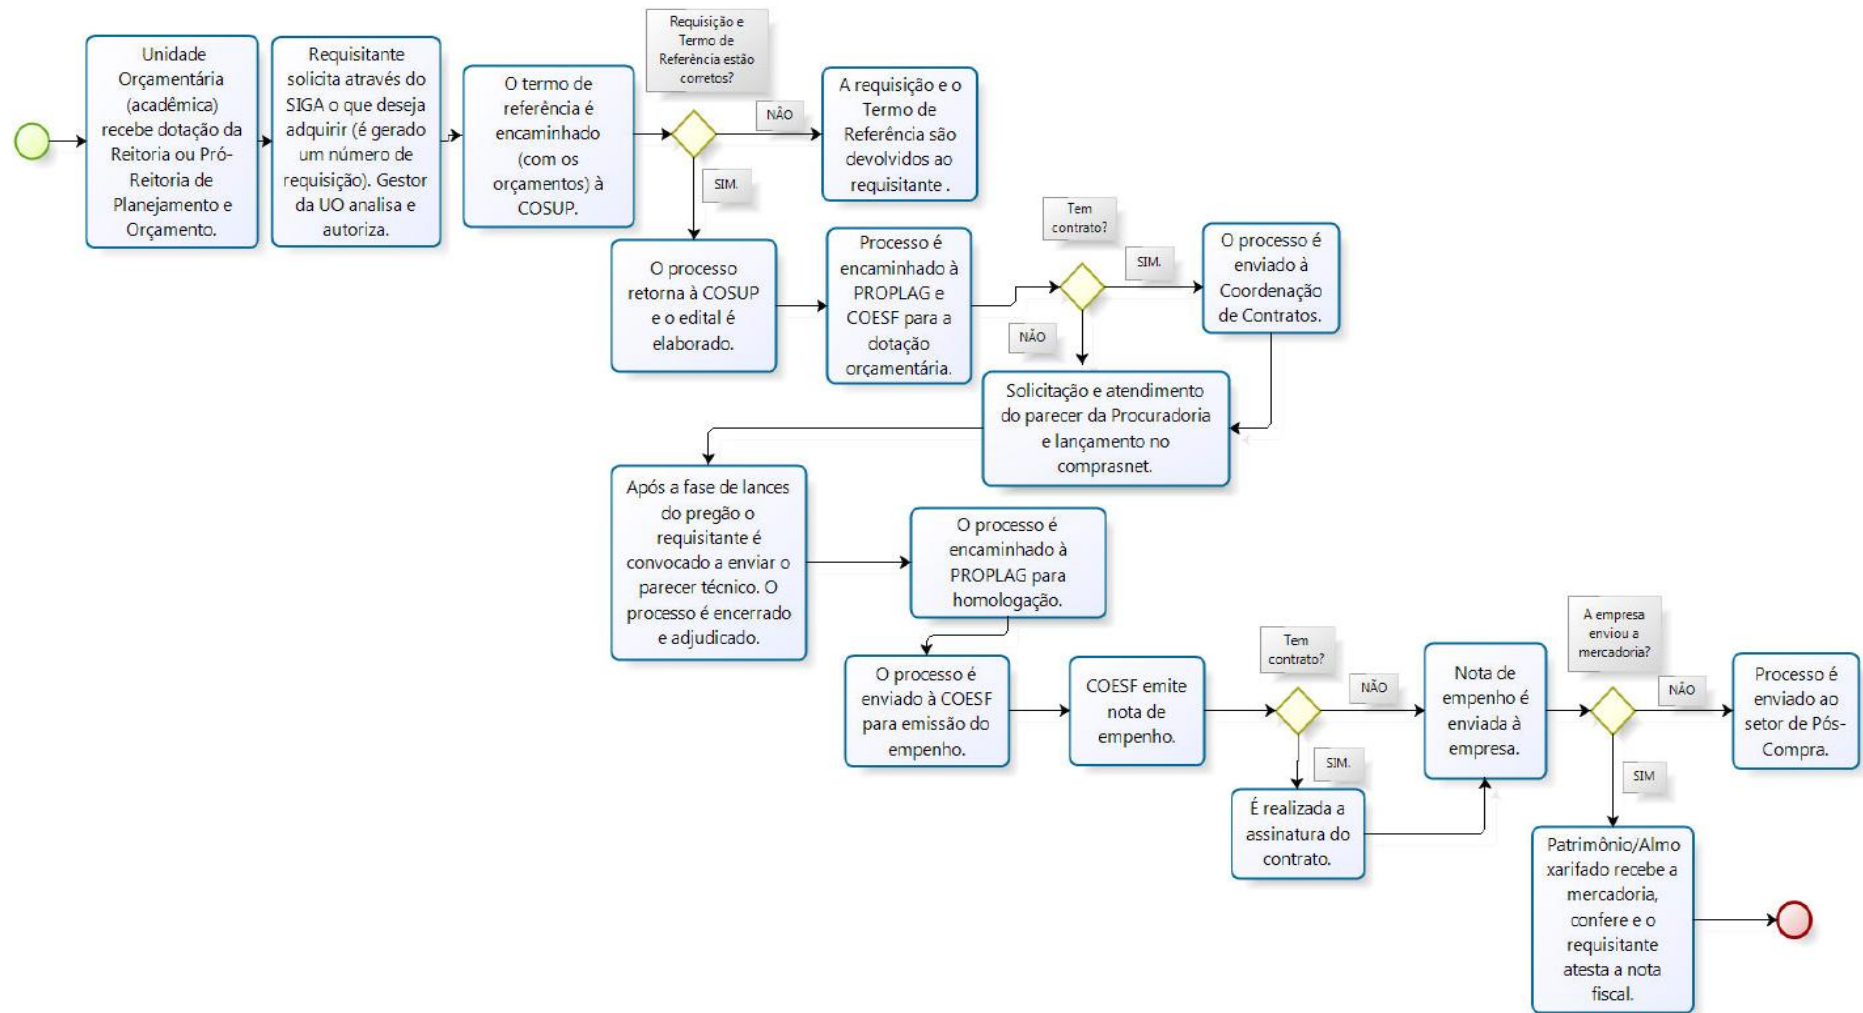 Unidade
Orçamentária
(acadêmica)
recebe dotação da
Reitoria ou Pró-
Reitoria de
Planejamento e
Orçamento.
Requisitante
solicita através do
SIGA o que deseja
adquirir (é gerado
um número de
requisição). Gestor
da UO analisa e
autoriza.
O termo de
referência é
encaminhado
(com os
orçamentos) à
COSUP.
Requisição e
Termo de
Referência estão
corretos?
NÃO
A requisição e o
Termo de
Referência são
devolvidos ao
requisitante .
SIM.
O processo
retorna à COSUP
e o edital é
elaborado.
Processo é
encaminhado à
PROPLAG e
COESF para a
dotação
orçamentária.
Tem
contrato?
SIM.
O processo é
enviado à
Coordenação
de Contratos.
NÃO
Solicitação e atendimento
do parecer da Procuradoria
e lançamento no
comprasnet.
Após a fase de lances
do pregão o
requisitante é
convocado a enviar o
parecer técnico. O
processo é encerrado
e adjudicado.
O processo é
encaminhado à
PROPLAG para
homologação.
O processo é
enviado à COESF
para emissão do
empenho.
COESF emite
nota de
empenho.
Tem
contrato?
NÃO
SIM.
É realizada a
assinatura do
contrato.
Nota de
empenho é
enviada à
empresa.
A empresa
enviou a
mercadoria?
NÃO
Processo é
enviado ao
setor de Pós-
Compra.
SIM
Patrimônio/Almo
xarifado recebe a
mercadoria,
confere e o
requisitante
atesta a nota
fiscal.